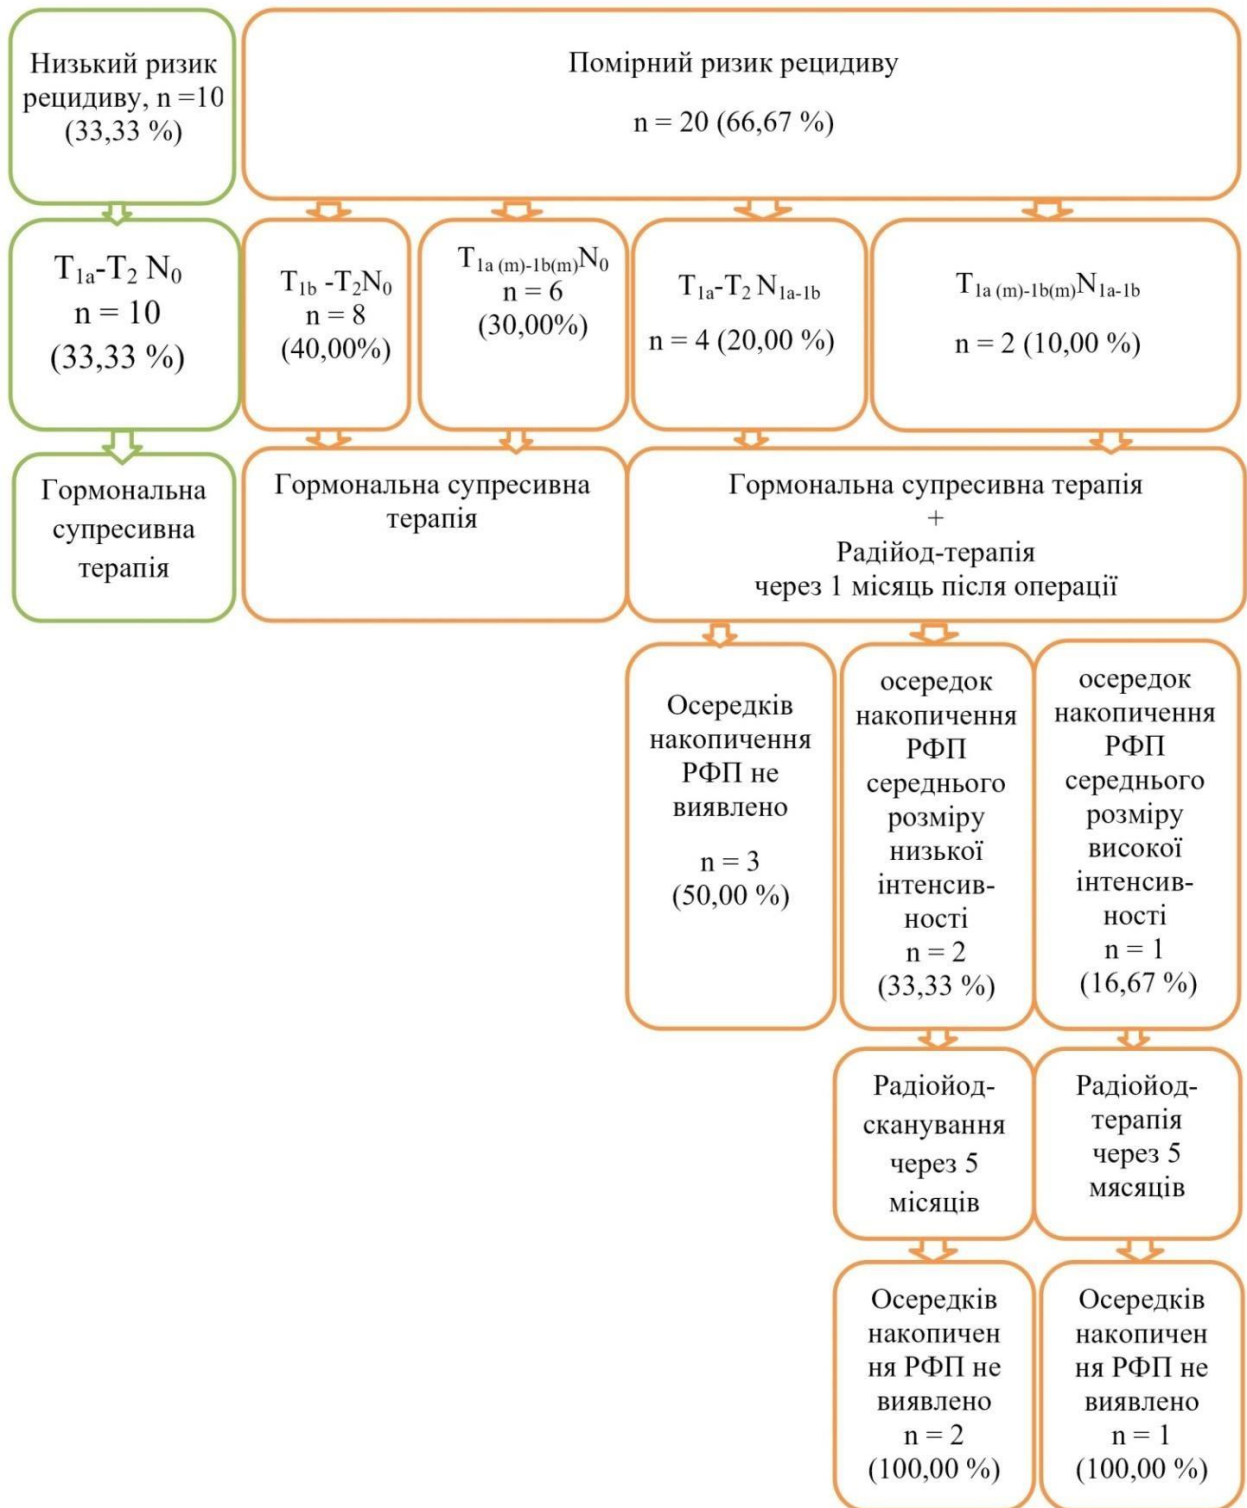 Низький ризик
рецидиву, n =10
(33,33 %)
Помірний ризик рецидиву
n = 20 (66,67 %)
T1a-T2 N0
n = 10
(33,33 %)
T1b -T2N0
n = 8
(40,00%)
T1a (m)-1b(m)N0
n = 6
(30,00%)
T1a-T2 N1a-1b
n = 4 (20,00 %)
T1a (m)-1b(m)N1a-1b
n = 2 (10,00 %)
Гормональна
супресивна
терапія
Гормональна супресивна
терапія
Гормональна супресивна терапія
+
Радійод-терапія
через 1 місяць після операції
Осередків
накопичення
РФП не
виявлено
n = 3
(50,00 %)
осередок
накопичення
РФП
середнього
розміру
низької
інтенсив-
ності
n = 2
(33,33 %)
осередок
накопичення
РФП
середнього
розміру
високої
інтенсив-
ності
n = 1
(16,67 %)
Радіойод-
сканування
через 5
місяців
Радіойод-
терапія
через 5
мясяців
Осередків
накопичен
ня РФП не
виявлено
n = 2
(100,00 %)
Осередків
накопичен
ня РФП не
виявлено
n = 1
(100,00 %)